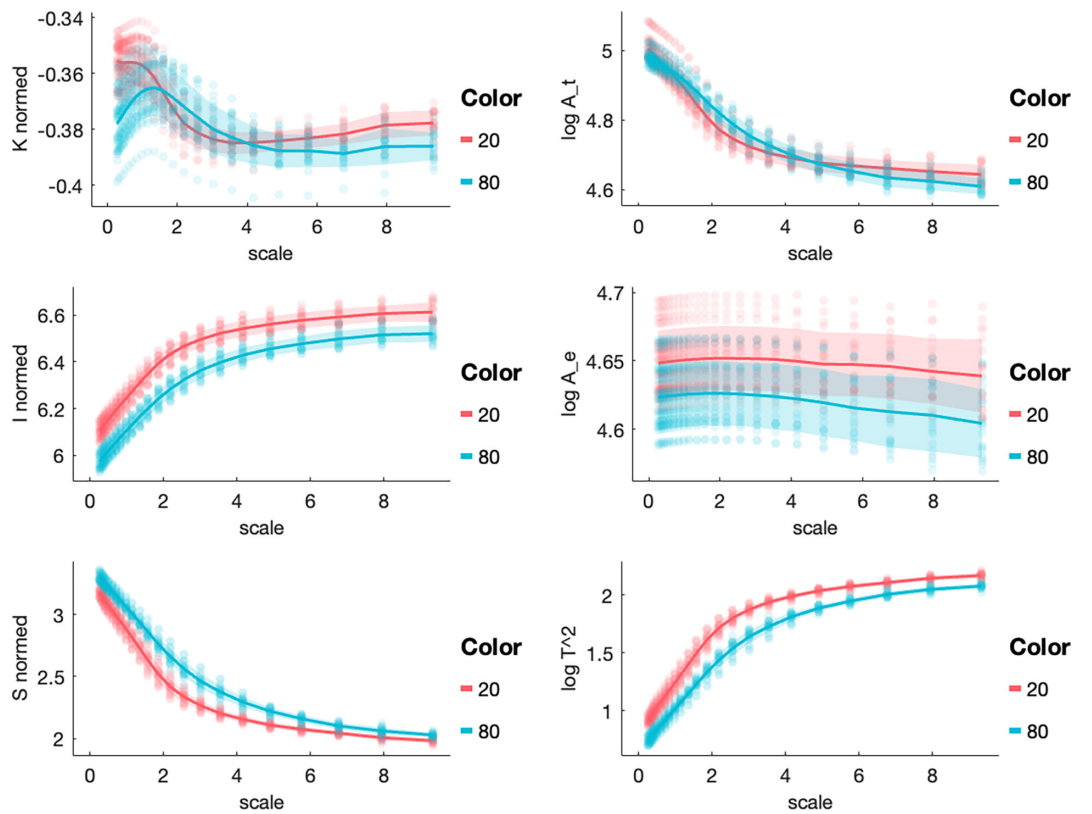 K normed
-0.34
-0.36
-0.38
-0.4
0 2 4 6 8
scale
Color
20
80
log A_t
5
4.8
4.6
0 2 4 6 8
scale
Color
20
80
I normed
6.6
6.4
6.2
6
0 2 4 6 8
scale
Color
20
80
log A_e
4.7
4.65
4.6
0 2 4 6 8
scale
Color
20
80
S normed
3
2.5
2
0 2 4 6 8
scale
Color
20
80
log T^2
2
1.5
1
0 2 4 6 8
scale
Color
20
80